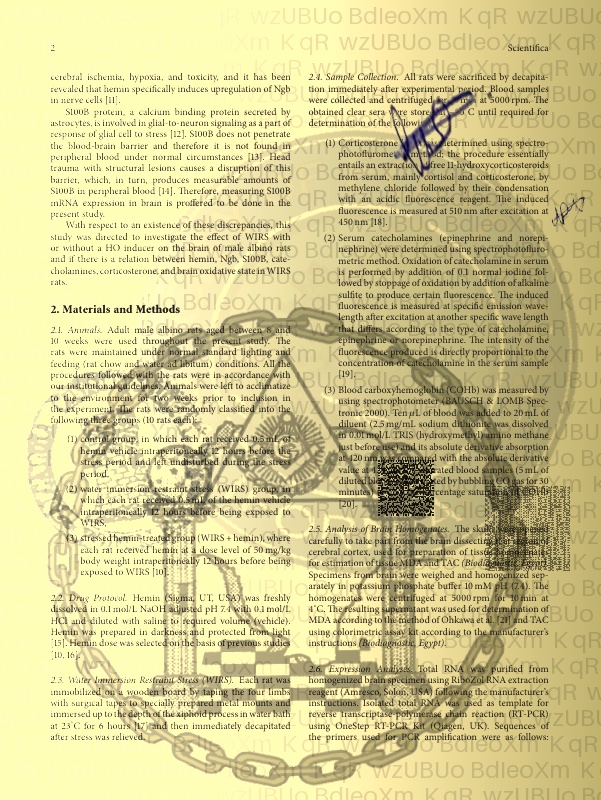 2
Scientifica
cerebral ischemia, hypoxia, and toxicity, and it has been
revealed that hemin specifically induces upregulation of Ngb
in nerve cells [11].
S100B protein, a calcium binding protein secreted by
astrocytes, is involved in glial-to-neuron signaling as a part of
response of glial cell to stress [12]. S100B does not penetrate
the blood-brain barrier and therefore it is not found in
peripheral blood under normal circumstances [13]. Head
trauma with structural lesions causes a disruption of this
barrier, which, in turn, produces measurable amounts of
S100B in peripheral blood [14]. Therefore, measuring S100B
mRNA expression in brain is proffered to be done in the
present study.
With respect to an existence of these discrepancies, this
study was directed to investigate the effect of WIRS with
or without a HO inducer on the brain of male albino rats
and if there is a relation between hemin, Ngb, S100B, cate-
cholamines, corticosterone, and brain oxidative state in WIRS
rats.
2. Materials and Methods
2.1. Animals. Adult male albino rats aged between 8 and
10 weeks were used throughout the present study. The
rats were maintained under normal standard lighting and
feeding (rat chow and water ad libitum) conditions. All the
procedures followed with the rats were in accordance with
our institutional guidelines. Animals were left to acclimatize
to the environment for two weeks prior to inclusion in
the experiment. The rats were randomly classified into the
following three groups (10 rats each):
(1) control group, in which each rat received 0.5 mL of
hemin vehicle intraperitoneally 12 hours before the
stress period and left undisturbed during the stress
period,
(2) water immersion restraint stress (WIRS) group, in
which each rat received 0.5 mL of the hemin vehicle
intraperitoneally 12 hours before being exposed to
WIRS,
(3) stressed hemin-treated group (WIRS + hemin), where
each rat received hemin at a dose level of 50 mg/kg
body weight intraperitoneally 12 hours before being
exposed to WIRS [10].
2.2. Drug Protocol. Hemin (Sigma, UT, USA) was freshly
dissolved in 0.1 mol/L NaOH adjusted pH 7.4 with 0.1 mol/L
HCl and diluted with saline to required volume (vehicle).
Hemin was prepared in darkness and protected from light
[15]. Hemin dose was selected on the basis of previous studies
[10, 16].
2.3. Water Immersion Restraint Stress (WIRS). Each rat was
immobilized on a wooden board by taping the four limbs
with surgical tapes to specially prepared metal mounts and
immersed up to the depth of the xiphoid process in water bath
at 23°C for 6 hours [17] and then immediately decapitated
after stress was relieved.
2.4. Sample Collection. All rats were sacrificed by decapita-
tion immediately after experimental period. Blood samples
were collected and centrifuged at 5000 rpm. The
obtained clear sera were stored C until required for
determination of the following:
(1) Corticosterone determined using spectro-
photofluorometric method; the procedure essentially
entails an extraction of free 11-hydroxycorticosteroids
from serum, mainly cortisol and corticosterone, by
methylene chloride followed by their condensation
with an acidic fluorescence reagent. The induced
fluorescence is measured at 510 nm after excitation at
450 nm [18].
(2) Serum catecholamines (epinephrine and norepi-
nephrine) were determined using spectrophotofluoro-
metric method. Oxidation of catecholamine in serum
is performed by addition of 0.1 normal iodine fol-
lowed by stoppage of oxidation by addition of alkaline
sulfite to produce certain fluorescence. The induced
fluorescence is measured at specific emission wave-
length after excitation at another specific wave length
that differs according to the type of catecholamine,
epinephrine or norepinephrine. The intensity of the
fluorescence produced is directly proportional to the
concentration of catecholamine in the serum sample
[19].
(3) Blood carboxyhemoglobin (COHb) was measured by
using spectrophotometer (BAUSCH & LOMB Spec-
tronic 2000). Ten μL of blood was added to 20 mL of
diluent (2.5 mg/mL sodium dithionite was dissolved
in 0.01 mol/L TRIS (hydroxymethyl) amino methane
just before use) and its absolute derivative absorption
at 420 nm was compared with the absolute derivative
value at saturated blood sample (5 mL of
diluted by bubbling CO gas for 30
minutes) percentage saturation of COHb
[20].
2.5. Analysis of Brain Homogenates. The skull was opened
carefully to take part from the brain dissecting
cerebral cortex, used for preparation of tissue homogenate
for estimation of tissue MDA and TAC (Biodiagnostic, Egypt).
Specimens from brain were weighed and homogenized sep-
arately in potassium phosphate buffer 10 mM pH (7.4). The
homogenates were centrifuged at 5000 rpm for 10 min at
4°C. The resulting supernatant was used for determination of
MDA according to the method of Ohkawa et al. [21] and TAC
using colorimetric assay kit according to the manufacturer's
instructions (Biodiagnostic, Egypt).
2.6. Expression Analysis. Total RNA was purified from
homogenized brain specimen using RiboZol RNA extraction
reagent (Amresco, Solon, USA) following the manufacturer's
instructions. Isolated total RNA was used as template for
reverse transcriptase polymerase chain reaction (RT-PCR)
using OneStep RT-PCR Kit (Qiagen, UK). Sequences of
the primers used for PCR amplification were as follows: